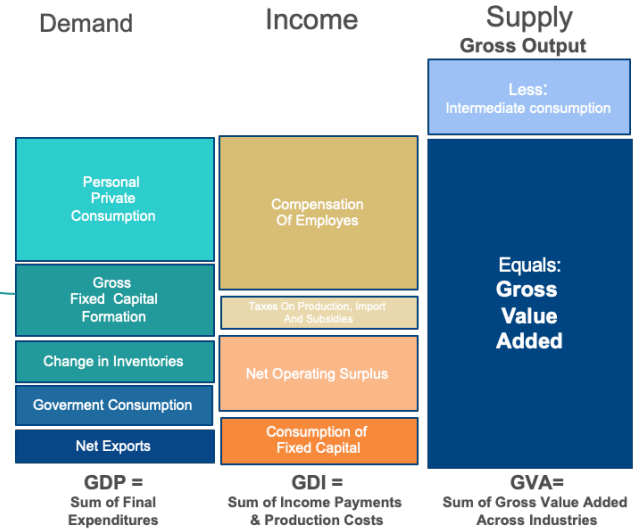 Demand
Income
Supply
Gross Output
Less:
Intermediate consumption
Personal
Private
Consumption
Compensation
Of Employes
Equals:
Gross
Value
Added
Gross
Fixed Capital
Formation
Taxes On Production, Import
And Subsidies
Change in Inventories
Net Operating Surplus
Goverment Consumption
Net Exports
Consumption of
Fixed Capital
GDP =
Sum of Final
Expenditures
GDI =
Sum of Income Payments
& Production Costs
GVA=
Sum of Gross Value Added
Across Industries